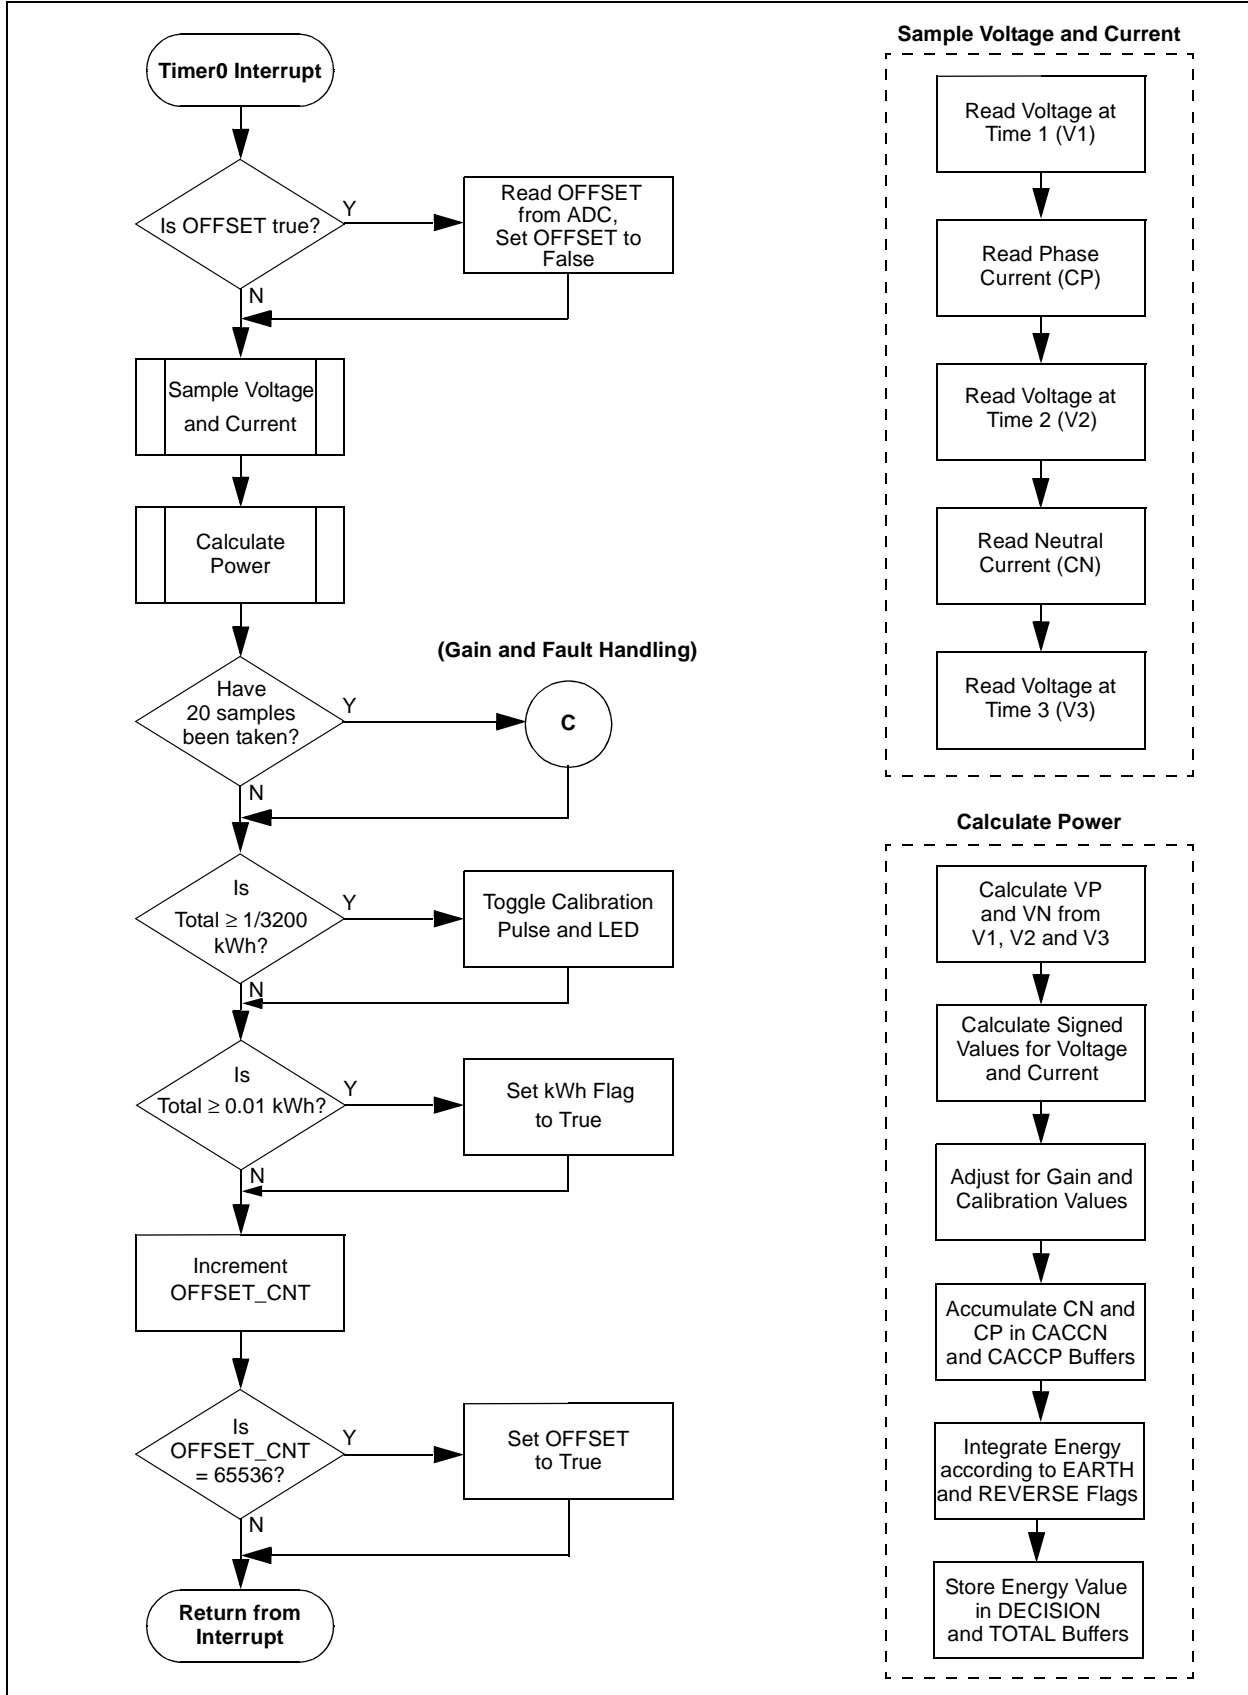 Timer0 Interrupt
Is OFFSET true?
Y
Read OFFSET
from ADC,
Set OFFSET to
False
N
Sample Voltage
and Current
Calculate
Power
(Gain and Fault Handling)
Have
20 samples
been taken?
Y
C
N
Is
Total ≥ 1/3200
kWh?
Y
Toggle Calibration
Pulse and LED
N
Is
Total ≥ 0.01 kWh?
Y
Set kWh Flag
to True
N
Increment
OFFSET_CNT
Is
OFFSET_CNT
= 65536?
Y
Set OFFSET
to True
N
Return from
Interrupt
Sample Voltage and Current
Read Voltage at
Time 1 (V1)
Read Phase
Current (CP)
Read Voltage at
Time 2 (V2)
Read Neutral
Current (CN)
Read Voltage at
Time 3 (V3)
Calculate Power
Calculate VP
and VN from
V1, V2 and V3
Calculate Signed
Values for Voltage
and Current
Adjust for Gain and
Calibration Values
Accumulate CN and
CP in CACCN
and CACCP Buffers
Integrate Energy
according to EARTH
and REVERSE Flags
Store Energy Value
in DECISION
and TOTAL Buffers